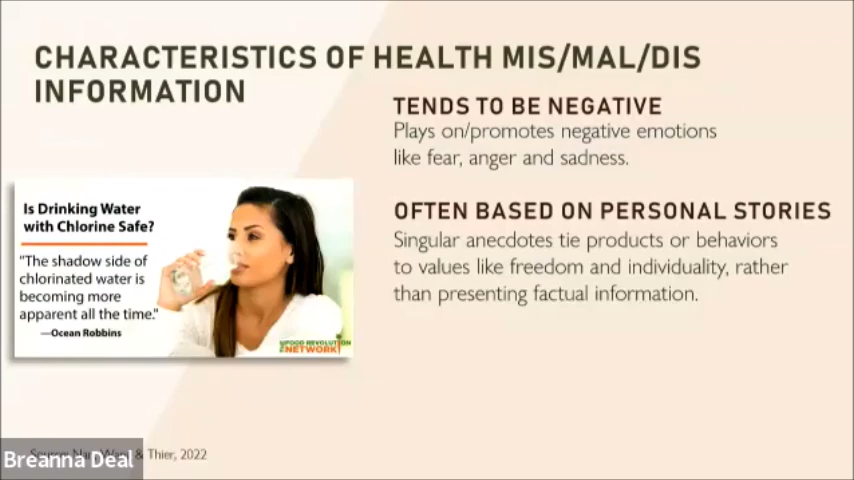 CHARACTERISTICS OF HEALTH MIS/MAL/DIS
INFORMATION
TENDS TO BE NEGATIVE
Plays on/promotes negative emotions
like fear, anger and sadness.
OFTEN BASED ON PERSONAL STORIES
Singular anecdotes tie products or behaviors
to values like freedom and individuality, rather
than presenting factual information.
Is Drinking Water
with Chlorine Safe?
"The shadow side of
chlorinated water is
becoming more
apparent all the time."
—Ocean Robbins
FOOD REVOLUTION
NETWORK
& Thier, 2022
Breanna Deal